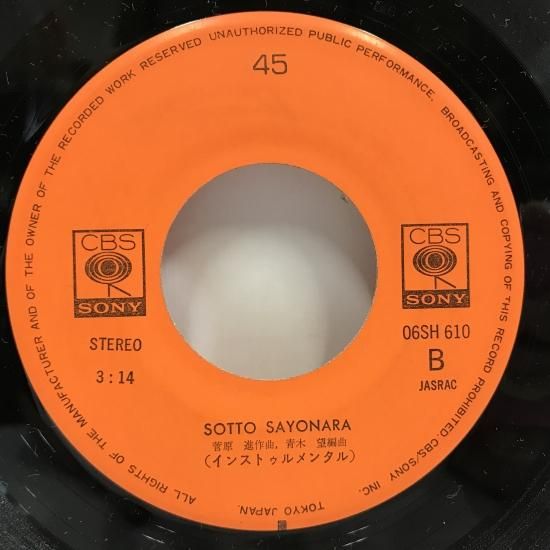 ALL RIGHTS OF THE MANUFACTURER AND OF THE OWNER OF THE RECORDED WORK RESERVED UNAUTHORIZED PUBLIC PERFORMANCE. BROADCASTING AND COPYING OF THIS RECORD PROHIBITED CBS/SONY INC. TOKYO JAPAN.
45
CBS
SONY
CBS
SONY
STEREO
3:14
06SH 610
B
JASRAC
SOTTO SAYONARA
菅原 進作曲, 青木 望編曲
(インストゥルメンタル)